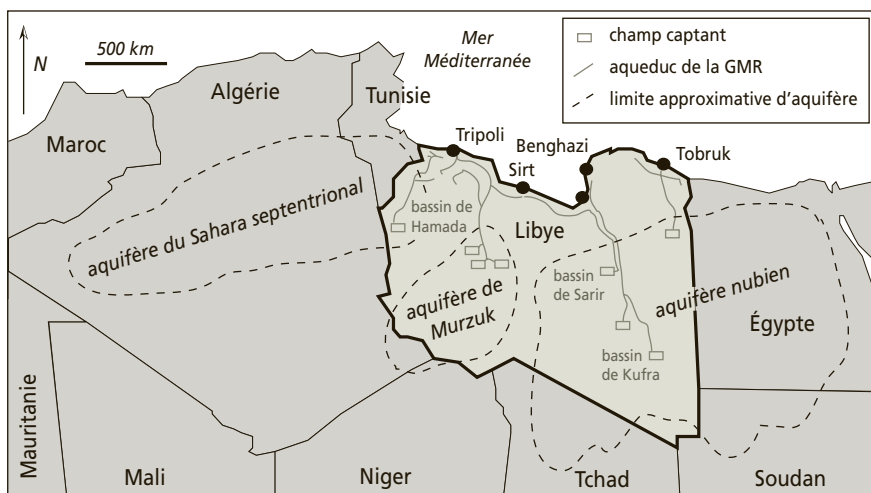 N
500 km
Mer
Méditerranée
champ captant
aqueduc de la GMR
limite approximative d'aquifère
Maroc
Algérie
Tunisie
Tripoli
Sirt
Benghazi
Tobruk
bassin de
Hamada
Libye
aquifère du Sahara septentrional
aquifère de
Murzuk
bassin
de Sarir
aquifère nubien
Égypte
bassin
de Kufra
Mauritanie
Mali
Niger
Tchad
Soudan